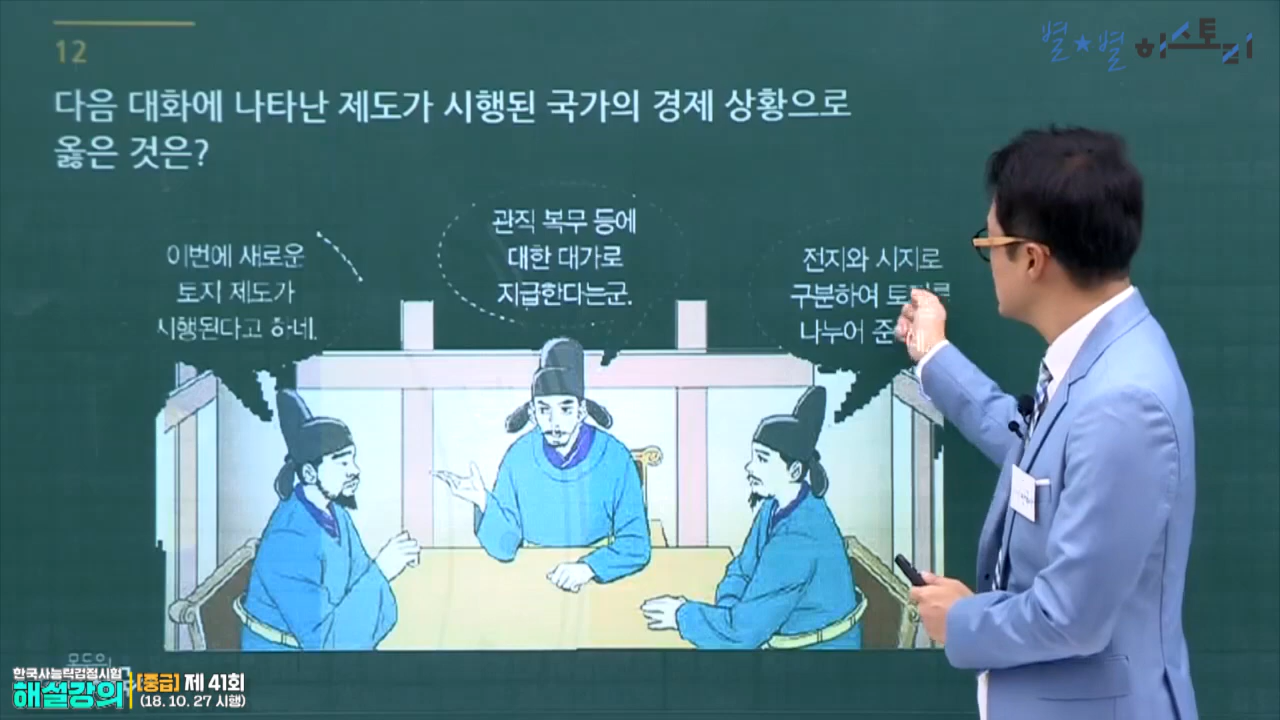 12
별★별 히스토리
다음 대화에 나타난 제도가 시행된 국가의 경제 상황으로
옳은 것은?
이번에 새로운
토지 제도가
시행된다고 하네.
관직 복무 등에
대한 대가로
지급한다는군.
전지와 시지로
구분하여
나누어
한국사능력검정시험
해설강의
[중급] 제 41회
(18. 10. 27 시행)